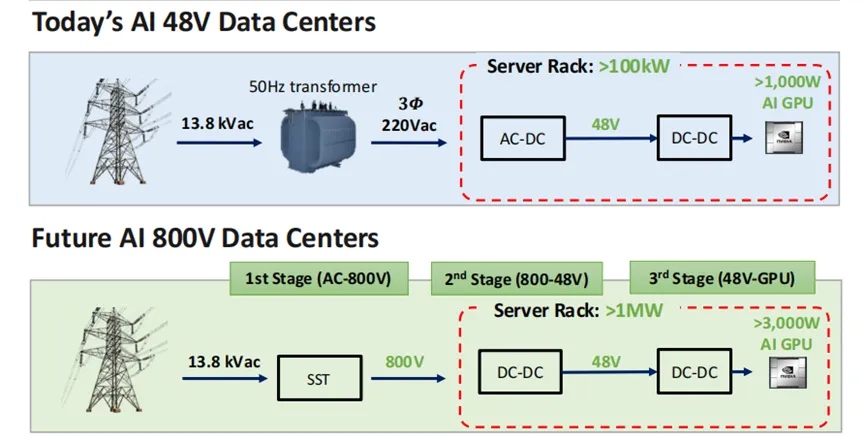 Today's AI 48V Data Centers
Server Rack: >100kW
50Hz transformer
>1,000W
AI GPU
13.8 kVac
3Φ
220Vac
AC-DC
48V
DC-DC
NVIDIA
Future AI 800V Data Centers
1st Stage (AC-800V)
2nd Stage (800-48V)
3rd Stage (48V-GPU)
Server Rack: >1MW
>3,000W
AI GPU
13.8 kVac
SST
800V
DC-DC
48V
DC-DC
NVIDIA